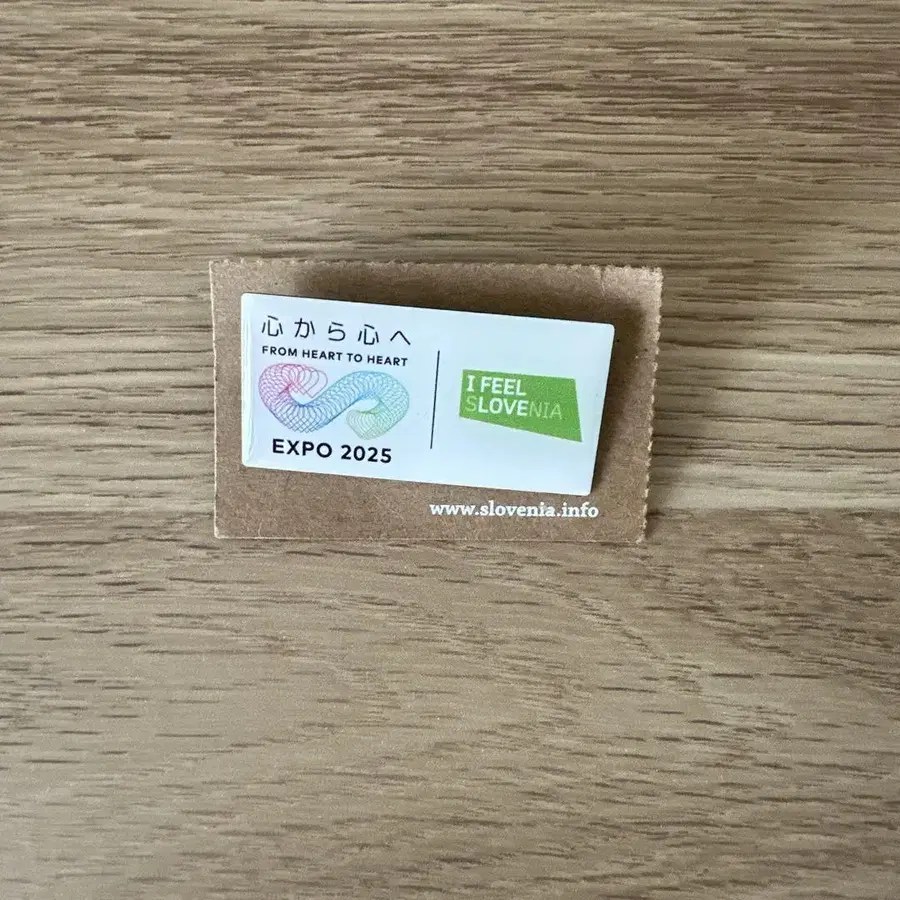 心から心へ
FROM HEART TO HEART
EXPO 2025
I FEEL
SLOVENIA
www.slovenia.info